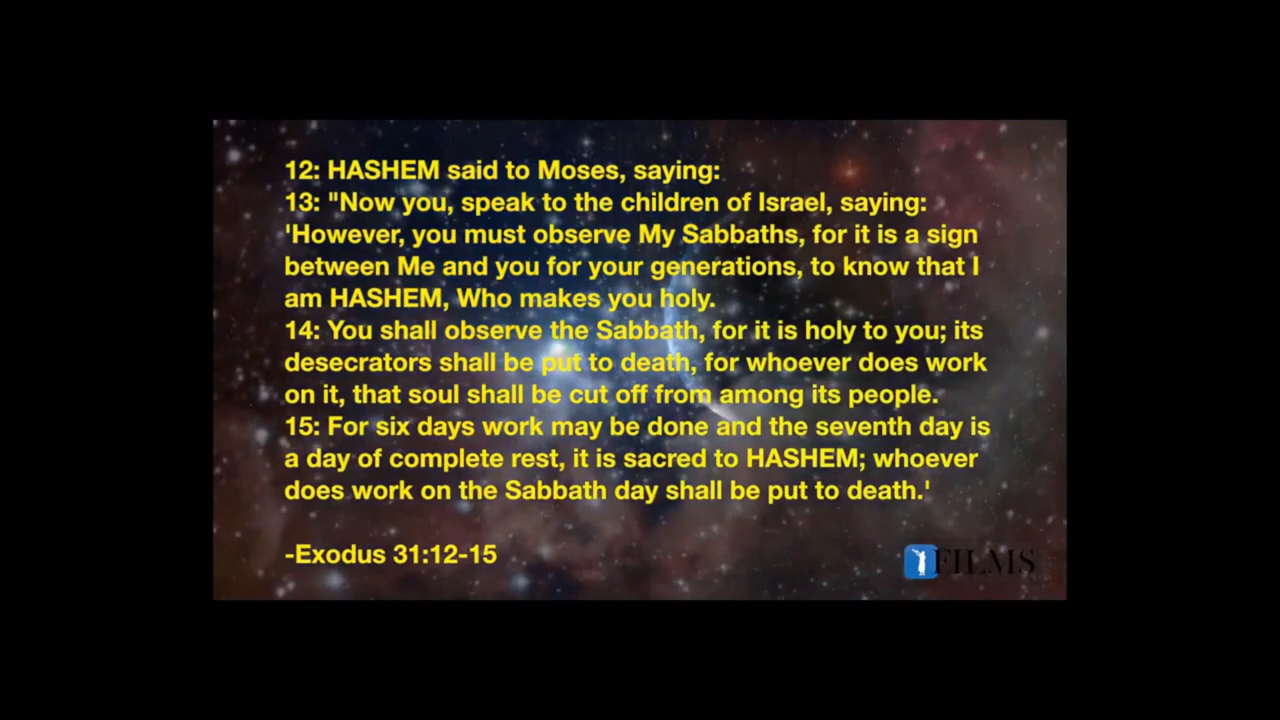 12: HASHEM said to Moses, saying:
13: "Now you, speak to the children of Israel, saying:
'However, you must observe My Sabbaths, for it is a sign
between Me and you for your generations, to know that I
am HASHEM, Who makes you holy.
14: You shall observe the Sabbath, for it is holy to you; its
desecrators shall be put to death, for whoever does work
on it, that soul shall be cut off from among its people.
15: For six days work may be done and the seventh day is
a day of complete rest, it is sacred to HASHEM; whoever
does work on the Sabbath day shall be put to death.'
-Exodus 31:12-15
FILMS